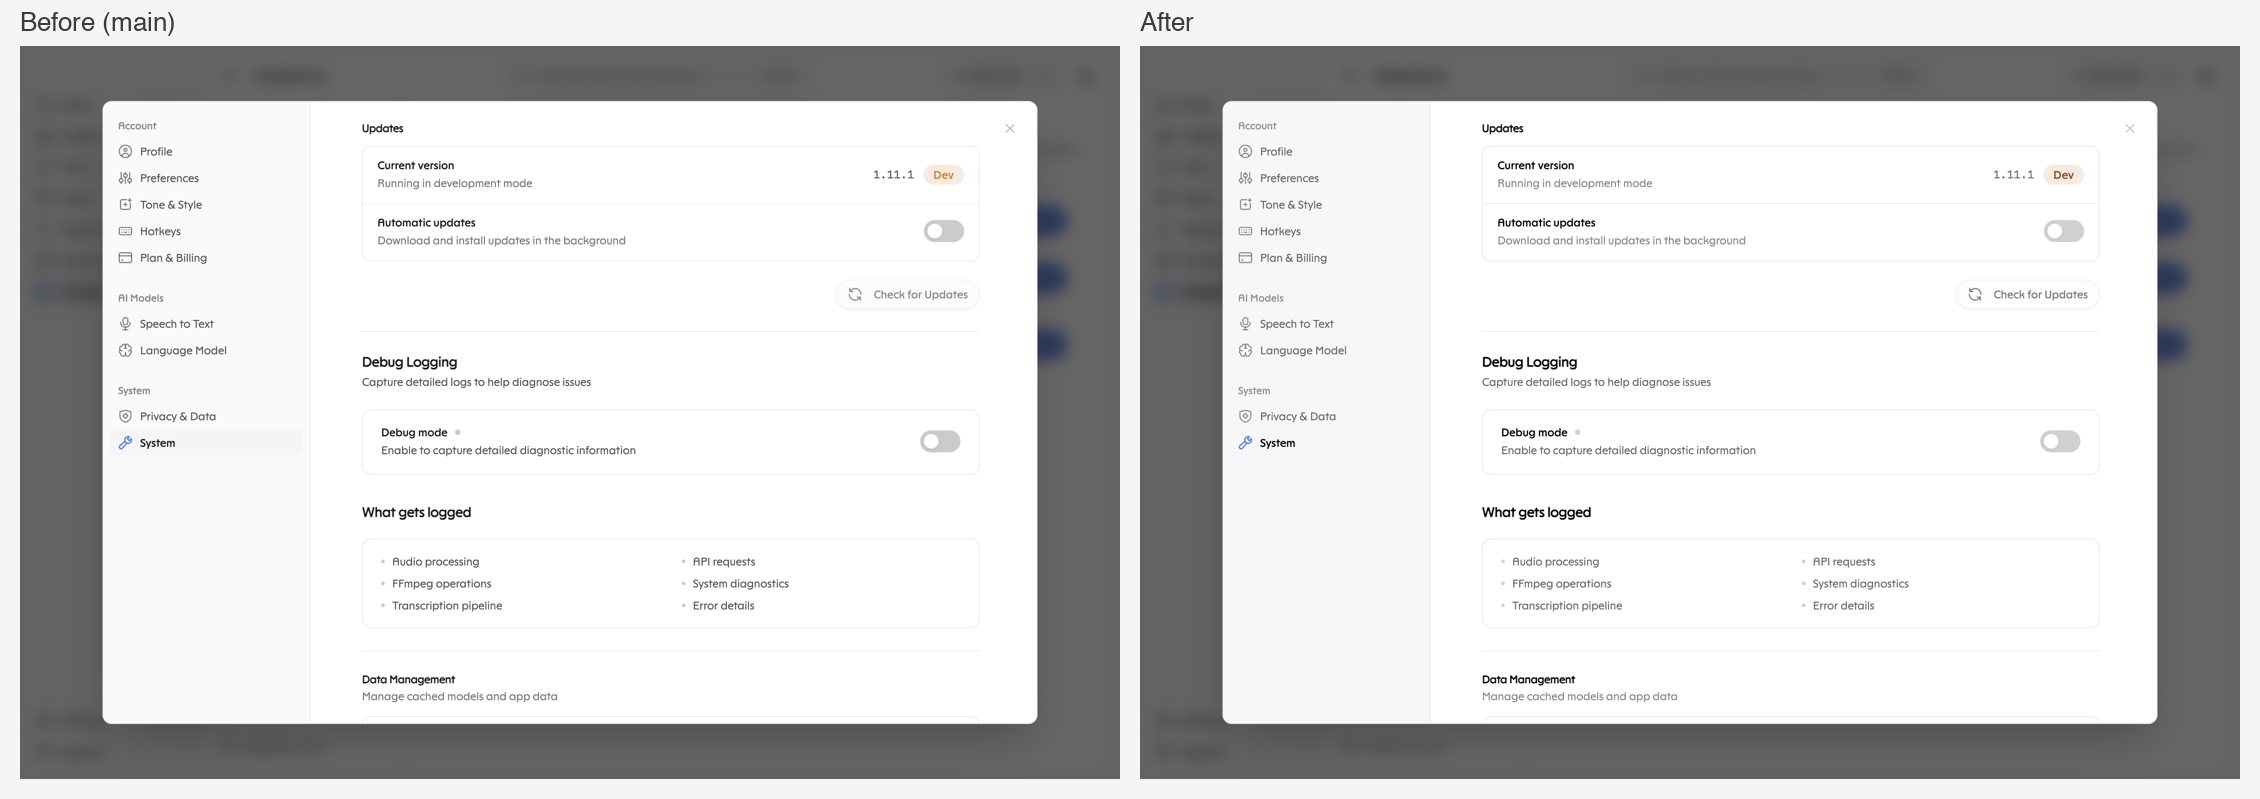 Before (main)
Account
Profile
Preferences
Tone & Style
Hotkeys
Plan & Billing
AI Models
Speech to Text
Language Model
System
Privacy & Data
System
Updates
Current version
Running in development mode
1.11.1 Dev
Automatic updates
Download and install updates in the background
Check for Updates
Debug Logging
Capture detailed logs to help diagnose issues
Debug mode
Enable to capture detailed diagnostic information
What gets logged
Audio processing
FFmpeg operations
Transcription pipeline
API requests
System diagnostics
Error details
Data Management
Manage cached models and app data
After
Account
Profile
Preferences
Tone & Style
Hotkeys
Plan & Billing
AI Models
Speech to Text
Language Model
System
Privacy & Data
System
Updates
Current version
Running in development mode
1.11.1 Dev
Automatic updates
Download and install updates in the background
Check for Updates
Debug Logging
Capture detailed logs to help diagnose issues
Debug mode
Enable to capture detailed diagnostic information
What gets logged
Audio processing
FFmpeg operations
Transcription pipeline
API requests
System diagnostics
Error details
Data Management
Manage cached models and app data